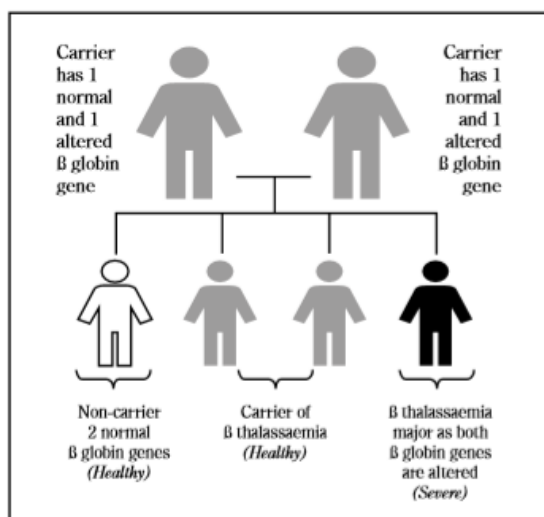 Carrier
has 1
normal
and 1
altered
ß globin
gene
Carrier
has 1
normal
and 1
altered
ß globin
gene
Non-carrier
2 normal
ß globin genes
(Healthy)
Carrier of
ß thalassaemia
(Healthy)
ß thalassaemia
major as both
ß globin genes
are altered
(Severe)